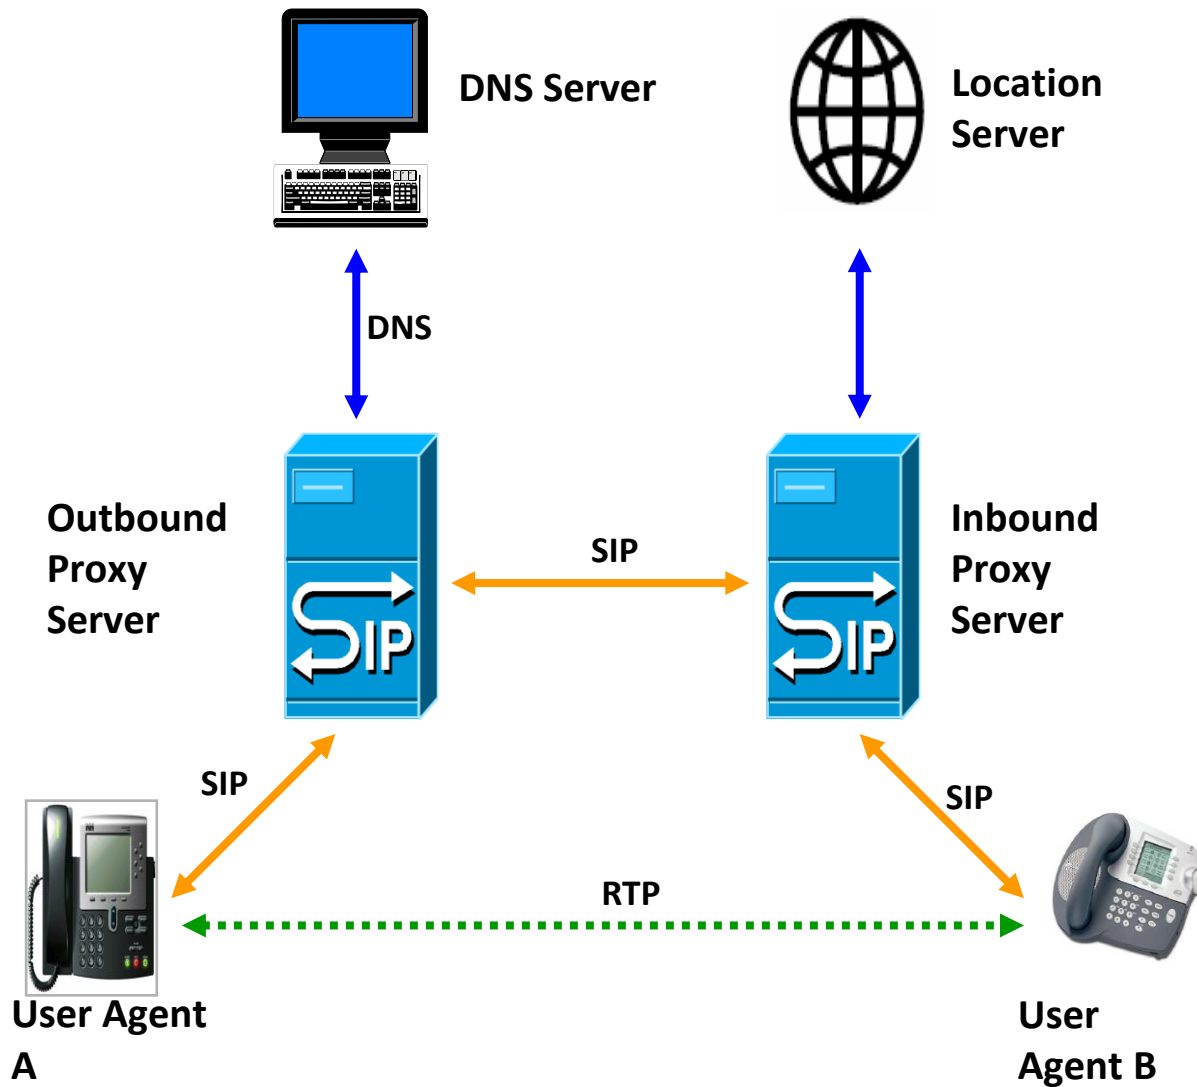 DNS Server
Location
Server
DNS
Outbound
Proxy
Server
SIP
Inbound
Proxy
Server
SIP
SIP
SIP
SIP
RTP
User Agent
A
User
Agent B